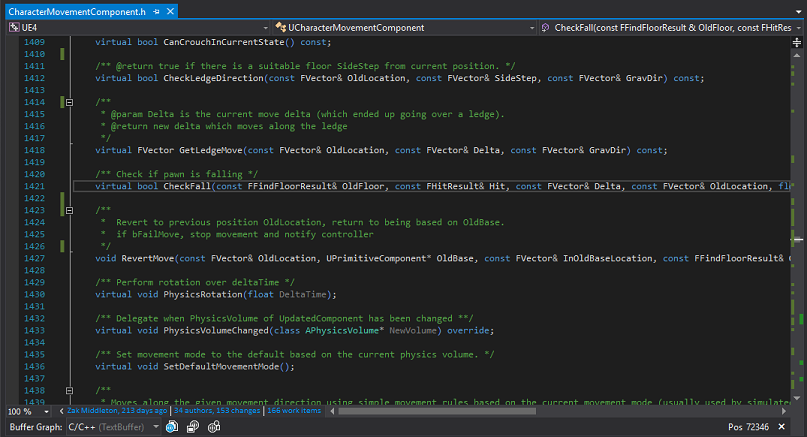 CharacterMovementComponent.h
UE4
UCharacterMovementComponent
CheckFall(const FFindFloorResult & OldFloor, const FHitRes
1409 virtual bool CanCrouchInCurrentState() const;
1410
1411 /** @return true if there is a suitable floor SideStep from current position. */
1412 virtual bool CheckLedgeDirection(const FVector& OldLocation, const FVector& SideStep, const FVector& GravDir) const;
1413
1414 /**
1415 * @param Delta is the current move delta (which ended up going over a ledge).
1416 * @return new delta which moves along the ledge
1417 */
1418 virtual FVector GetLedgeMove(const FVector& OldLocation, const FVector& Delta, const FVector& GravDir) const;
1419
1420 /** Check if pawn is falling */
1421 virtual bool CheckFall(const FFindFloorResult& OldFloor, const FHitResult& Hit, const FVector& Delta, const FVector& OldLocation, fl
1422
1423 /**
1424 * Revert to previous position OldLocation, return to being based on OldBase.
1425 * if bFailMove, stop movement and notify controller
1426 */
1427 void RevertMove(const FVector& OldLocation, UPrimitiveComponent* OldBase, const FVector& InOldBaseLocation, const FFindFloorResult&
1428
1429 /** Perform rotation over deltaTime */
1430 virtual void PhysicsRotation(float DeltaTime);
1431
1432 /** Delegate when PhysicsVolume of UpdatedComponent has been changed **/
1433 virtual void PhysicsVolumeChanged(class APhysicsVolume* NewVolume) override;
1434
1435 /** Set movement mode to the default based on the current physics volume. */
1436 virtual void SetDefaultMovementMode();
1437
1438 /**
1439 * Moves along the given movement direction using simple movement rules based on the current movement mode (usually used by simulate
100 % Zak Middleton, 213 days ago | 34 authors, 153 changes | 166 work items
Buffer Graph: C/C++ (TextBuffer) Pos 72346